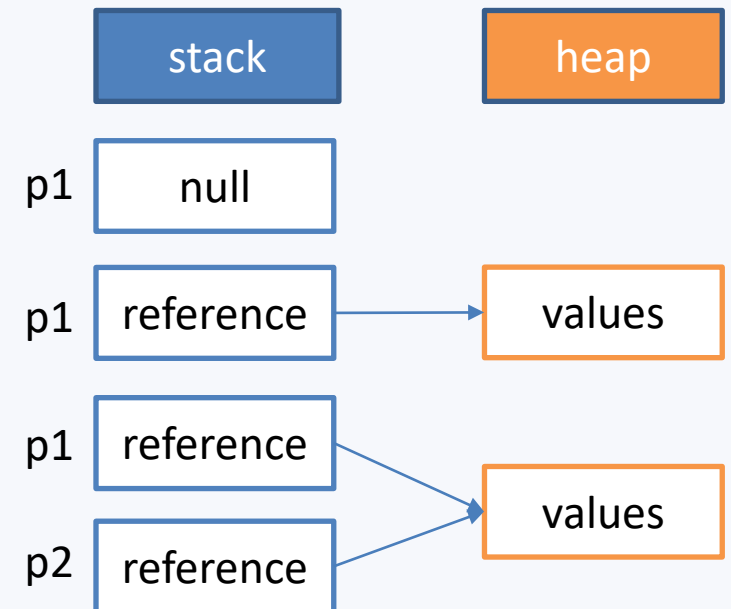 stack heap
p1 null
p1 reference values
p1 reference
values
p2 reference